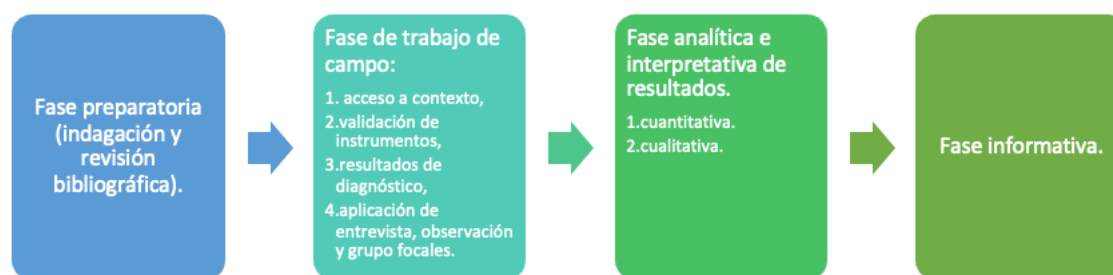 Fase preparatoria
(indagación y
revisión
bibliográfica).
Fase de trabajo de
campo:
1. acceso a contexto,
2.validación de
instrumentos,
3.resultados de
diagnóstico,
4.aplicación de
entrevista, observación
y grupo focales.
Fase analítica e
interpretativa de
resultados.
1.cuantitativa.
2.cualitativa.
Fase informativa.